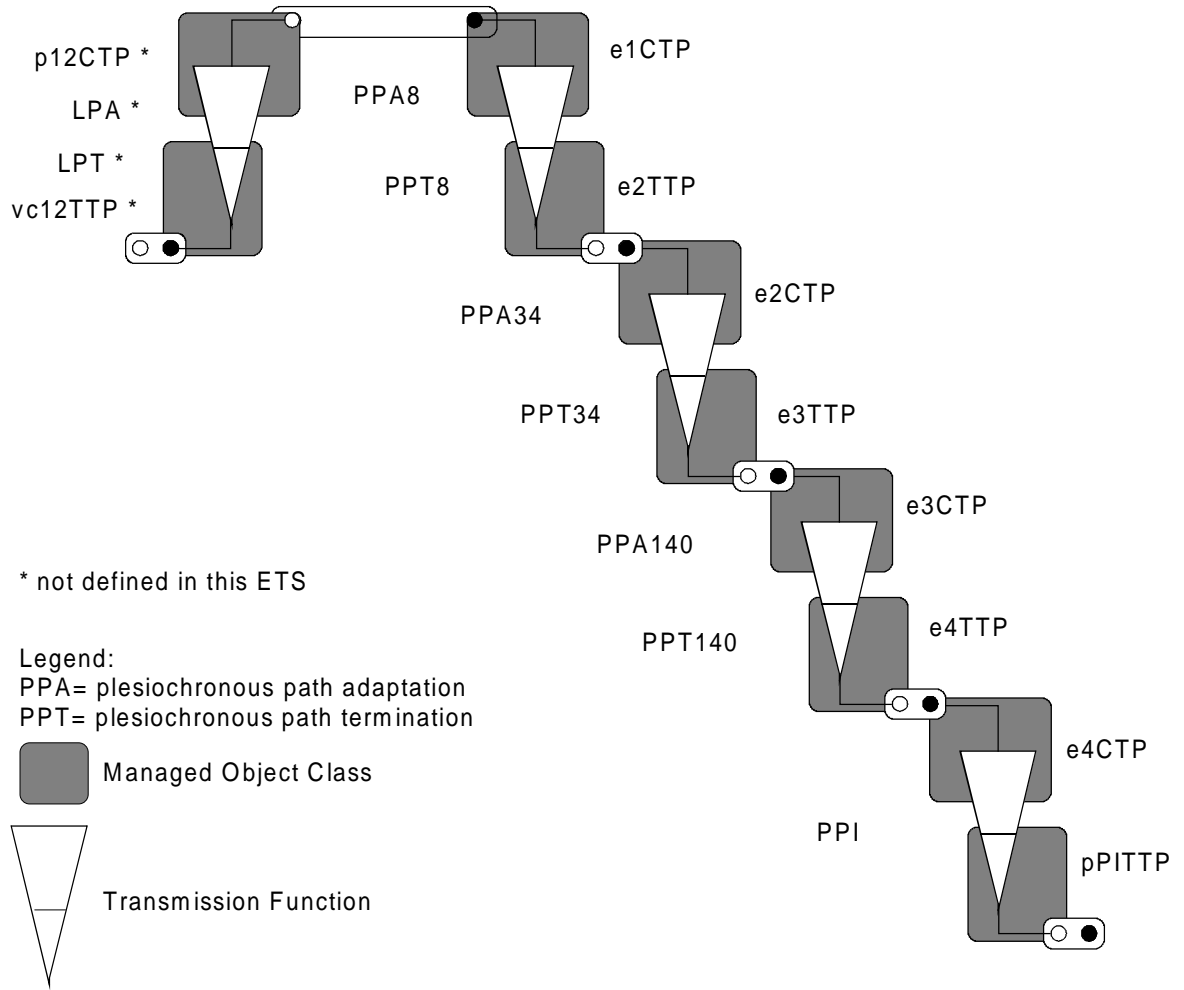 p12CTP *
e1CTP
LPA *
PPA8
LPT *
PPT8
e2TTP
vc12TTP *
e2CTP
PPA34
PPT34
e3TTP
e3CTP
PPA140
* not defined in this ETS
e4TTP
PPT140
Legend:
PPA= plesiochronous path adaptation
PPT= plesiochronous path termination
e4CTP
Managed Object Class
PPI
pPITTP
Transmission Function